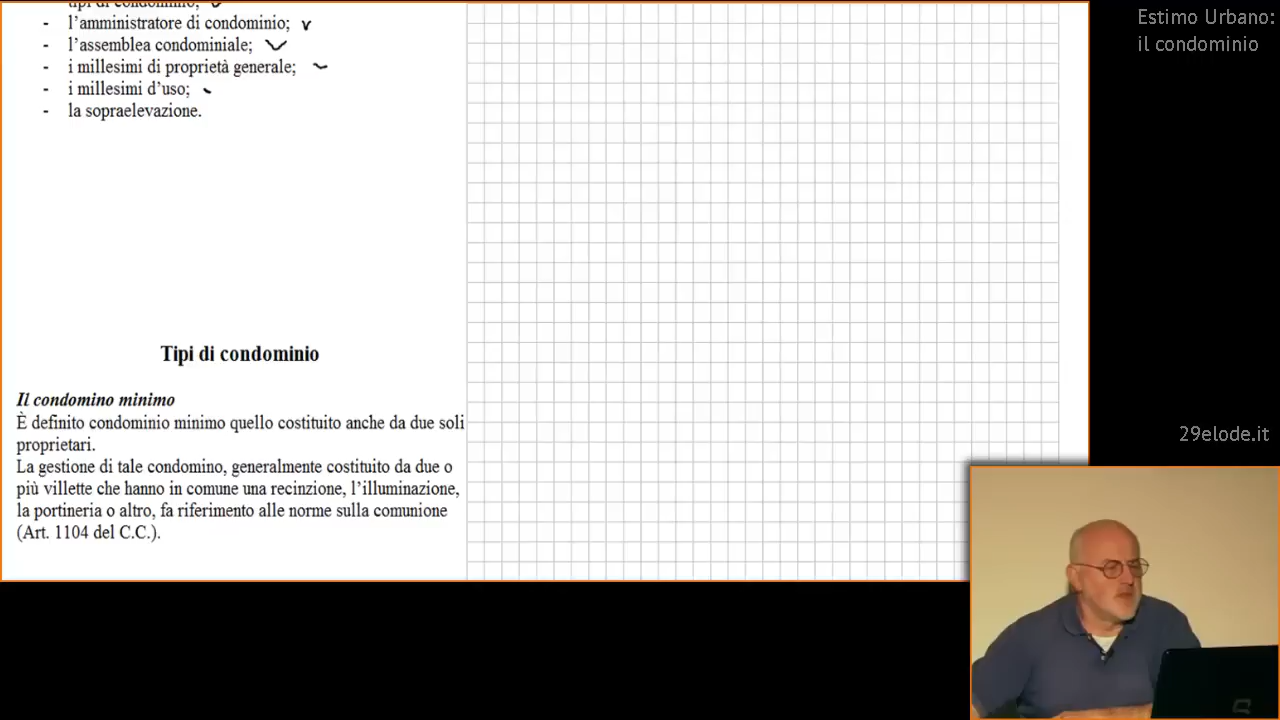 tipi di condominio;
- l'amministratore di condominio;
- l'assemblea condominiale;
- i millesimi di proprietà generale;
- i millesimi d'uso;
- la sopraelevazione.
Tipi di condominio
Il condomino minimo
È definito condominio minimo quello costituito anche da due soli
proprietari.
La gestione di tale condomino, generalmente costituito da due o
più villette che hanno in comune una recinzione, l'illuminazione,
la portineria o altro, fa riferimento alle norme sulla comunione
(Art. 1104 del C.C.).
Estimo Urbano:
il condominio
29elode.it